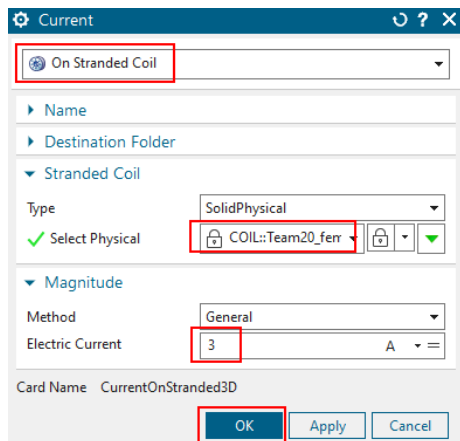 Current
On Stranded Coil
Name
Destination Folder
Stranded Coil
Type SolidPhysical
Select Physical COIL::Team20_fem
Magnitude
Method General
Electric Current 3 A
Card Name CurrentOnStranded3D
OK Apply Cancel